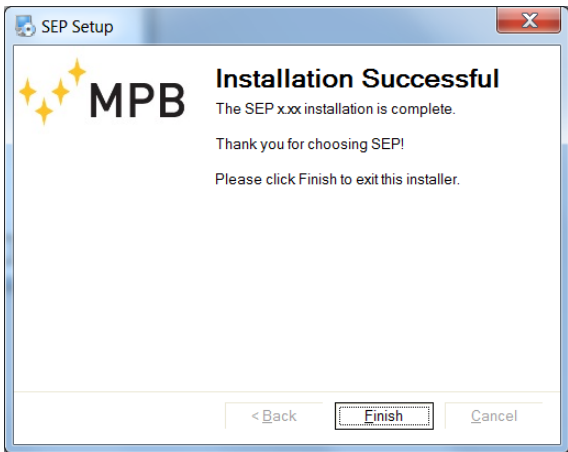 SEP Setup
MPB
Installation Successful
The SEP x.xx installation is complete.
Thank you for choosing SEP!
Please click Finish to exit this installer.
< Back
Finish
Cancel